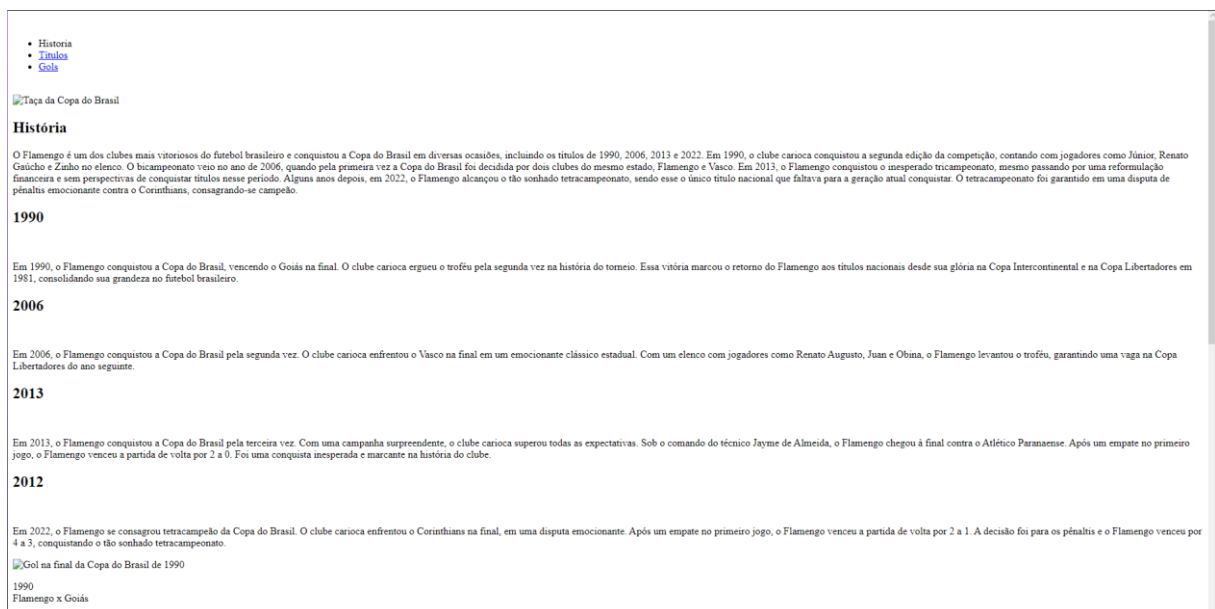 Historia
Títulos
Gols
Taça da Copa do Brasil
História
O Flamengo é um dos clubes mais vitoriosos do futebol brasileiro e conquistou a Copa do Brasil em diversas ocasiões, incluindo os títulos de 1990, 2006, 2013 e 2022. Em 1990, o clube carioca conquistou a segunda edição da competição, contando com jogadores como Júnior, Renato
Gaúcho e Zinho no elenco. O bicampeonato veio no ano de 2006, quando pela primeira vez a Copa do Brasil foi decidida por dois clubes do mesmo estado, Flamengo e Vasco. Em 2013, o Flamengo conquistou o inesperado tricampeonato, mesmo passando por uma reformulação
financeira e sem perspectivas de conquistar títulos nesse período. Alguns anos depois, em 2022, o Flamengo alcançou o tão sonhado tetracampeonato, sendo esse o único título nacional que faltava para a geração atual conquistar. O tetracampeonato foi garantido em uma disputa de
pênaltis emocionante contra o Corinthians, consagrando-se campeão.
1990
Em 1990, o Flamengo conquistou a Copa do Brasil, vencendo o Goiás na final. O clube carioca ergueu o troféu pela segunda vez na história do torneio. Essa vitória marcou o retorno do Flamengo aos títulos nacionais desde sua glória na Copa Intercontinental e na Copa Libertadores em
1981, consolidando sua grandeza no futebol brasileiro.
2006
Em 2006, o Flamengo conquistou a Copa do Brasil pela segunda vez. O clube carioca enfrentou o Vasco na final em um emocionante clássico estadual. Com um elenco com jogadores como Renato Augusto, Juan e Obina, o Flamengo levantou o troféu, garantindo uma vaga na Copa
Libertadores do ano seguinte.
2013
Em 2013, o Flamengo conquistou a Copa do Brasil pela terceira vez. Com uma campanha surpreendente, o clube carioca superou todas as expectativas. Sob o comando do técnico Jayme de Almeida, o Flamengo chegou à final contra o Atlético Paranaense. Após um empate no primeiro
jogo, o Flamengo venceu a partida de volta por 2 a 0. Foi uma conquista inesperada e marcante na história do clube.
2012
Em 2022, o Flamengo se consagrou tetracampeão da Copa do Brasil. O clube carioca enfrentou o Corinthians na final, em uma disputa emocionante. Após um empate no primeiro jogo, o Flamengo venceu a partida de volta por 2 a 1. A decisão foi para os pênaltis e o Flamengo venceu por
4 a 3, conquistando o tão sonhado tetracampeonato.
Gol na final da Copa do Brasil de 1990
1990
Flamengo x Goiás